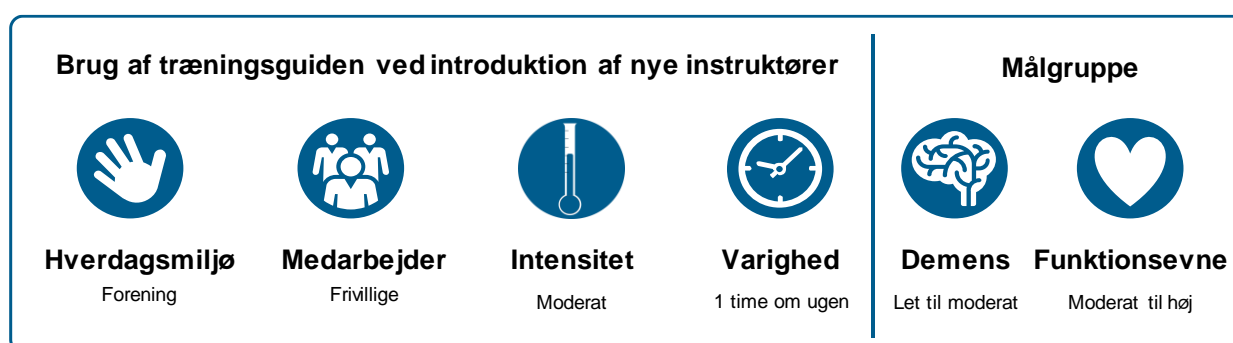 Brug af træningsguiden ved introduktion af nye instruktører
Målgruppe
Hverdagsmiljø
Forening
Medarbejder
Frivillige
Intensitet
Moderat
Varighed
1 time om ugen
Demens
Let til moderat
Funktionsevne
Moderat til høj